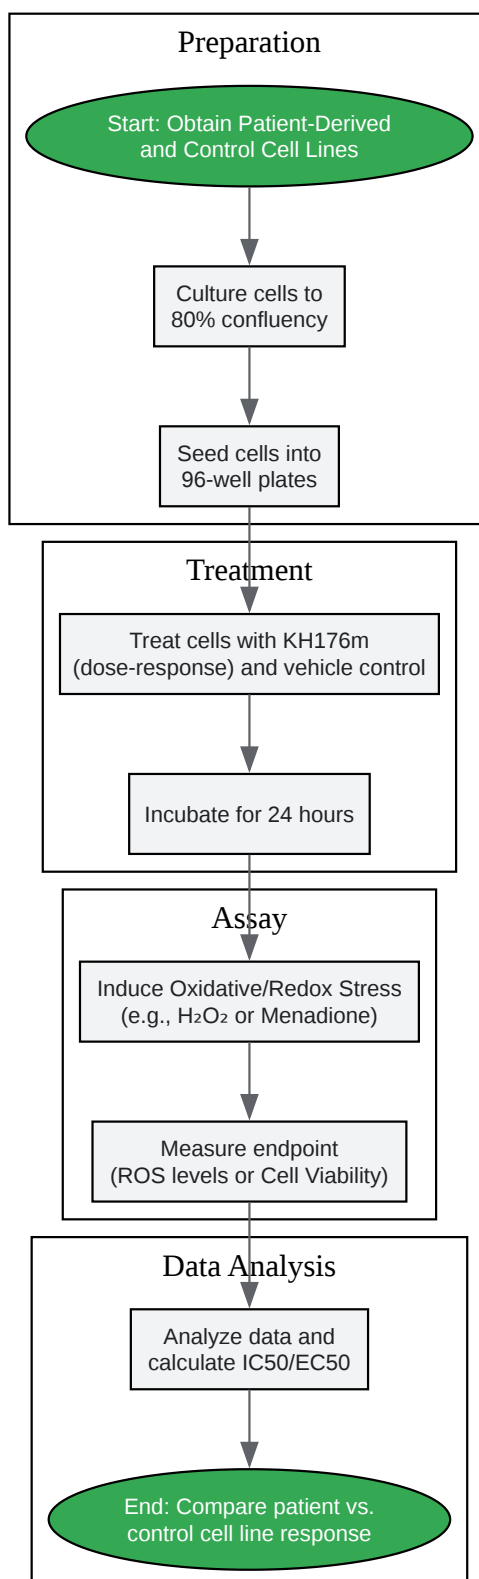 Preparation
Start: Obtain Patient-Derived
and Control Cell Lines
Culture cells to
80% confluency
Seed cells into
96-well plates
Treatment
Treat cells with KH176m
(dose-response) and vehicle control
Incubate for 24 hours
Assay
Induce Oxidative/Redox Stress
(e.g., H₂O₂ or Menadione)
Measure endpoint
(ROS levels or Cell Viability)
Data Analysis
Analyze data and
calculate IC50/EC50
End: Compare patient vs.
control cell line response